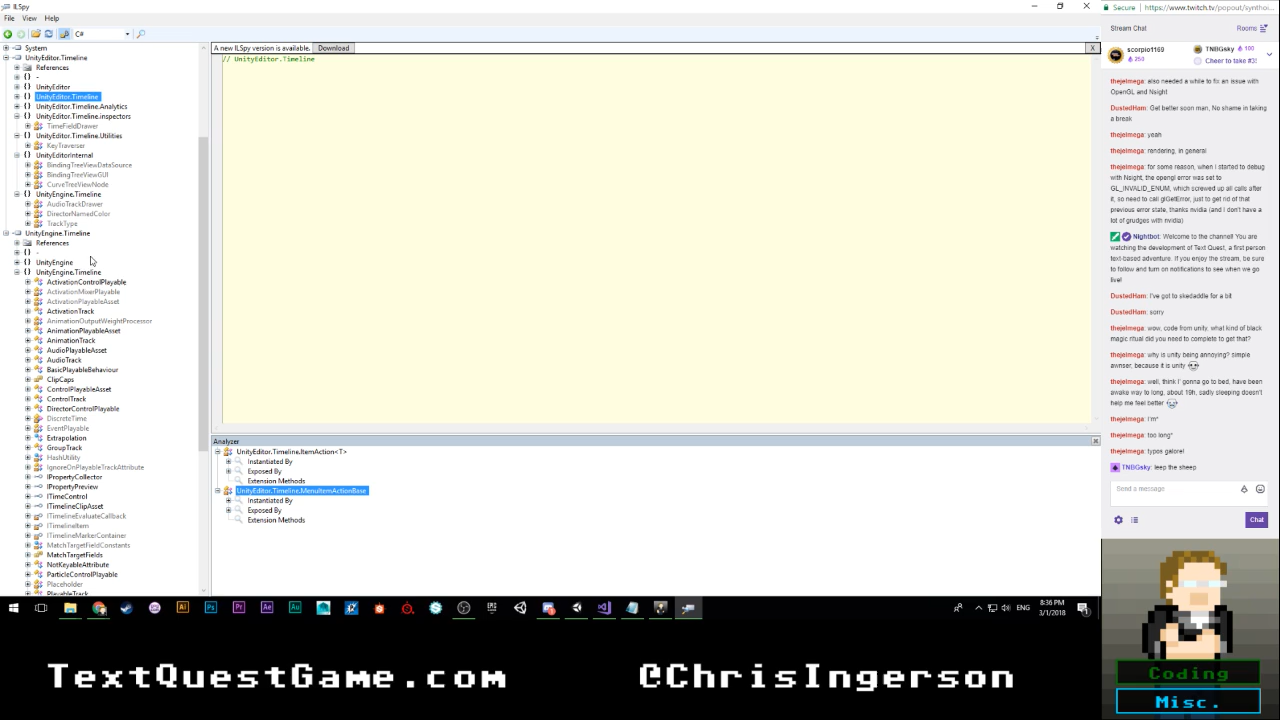 ILSpy
File View Help
C#
System
UnityEditor.Timeline
References
-
UnityEditor
UnityEditor.Timeline
UnityEditor.Timeline.Analytics
UnityEditor.Timeline.inspectors
TimeFieldDrawer
UnityEditor.Timeline.Utilities
KeyTraverser
UnityEditorInternal
BindingTreeViewDataSource
BindingTreeViewGUI
CurveTreeViewNode
UnityEngine.Timeline
AudioTrackDrawer
DirectorNamedColor
TrackType
UnityEngine.Timeline
References
-
UnityEngine
UnityEngine.Timeline
ActivationControlPlayable
ActivationMixerPlayable
ActivationPlayableAsset
ActivationTrack
AnimationOutputWeightProcessor
AnimationPlayableAsset
AnimationTrack
AudioPlayableAsset
AudioTrack
BasicPlayableBehaviour
ClipCaps
ControlPlayableAsset
ControlTrack
DirectorControlPlayable
DiscreteTime
EventPlayable
Extrapolation
GroupTrack
HashUtility
IgnoreOnPlayableTrackAttribute
IPropertyCollector
IPropertyPreview
ITimeControl
ITimelineClipAsset
ITimelineEvaluateCallback
ITimelineItem
ITimelineMarkerContainer
MatchTargetFieldConstants
MatchTargetFields
NotKeyableAttribute
ParticleControlPlayable
Placeholder
PlayableTrack
A new ILSpy version is available. Download X
// UnityEditor.Timeline
Analyzer
UnityEditor.Timeline.ItemAction<T>
Instantiated By
Exposed By
Extension Methods
UnityEditor.Timeline.MenuItemActionBase
Instantiated By
Exposed By
Extension Methods
Secure https://www.twitch.tv/popout/synthou
Stream Chat Rooms
scorpio1169
250
TNBGsky 100
Cheer to take #3!
thejelmega: also needed a while to fix an issue with
OpenGL and Nsight
DustedHam: Get better soon man, No shame in taking
a break
thejelmega: yeah
thejelmega: rendering, in general
thejelmega: for some reason, when I started to debug
with Nsight, the opengl error was set to
GL_INVALID_ENUM, which screwed up all calls after
it, so need to call glGetError, just to get rid of that
previous error state, thanks nvidia (and I don't have a
lot of grudges with nvidia)
Nightbot: Welcome to the channel! You are
watching the development of Text Quest, a first person
text-based adventure. If you enjoy the stream, be sure
to follow and turn on notifications to see when we go
live!
DustedHam: I've got to skedaddle for a bit
DustedHam: sorry
thejelmega: wow, code from unity, what kind of black
magic ritual did you need to complete to get that?
thejelmega: why is unity being annoying? simple
awnser, because it is unity
thejelmega: well, think I' gonna go to bed, have been
awake way to long, about 19h, sadly sleeping doesn't
help me feel better
thejelmega: I'm*
thejelmega: too long*
thejelmega: typos galore!
TNBGsky: leep the sheep
Send a message
Chat
Ai Ps Pr Ae Au
ENG
8:36 PM
3/1/2018
TextQuestGame.com @ChrisIngerson
Coding
Misc.